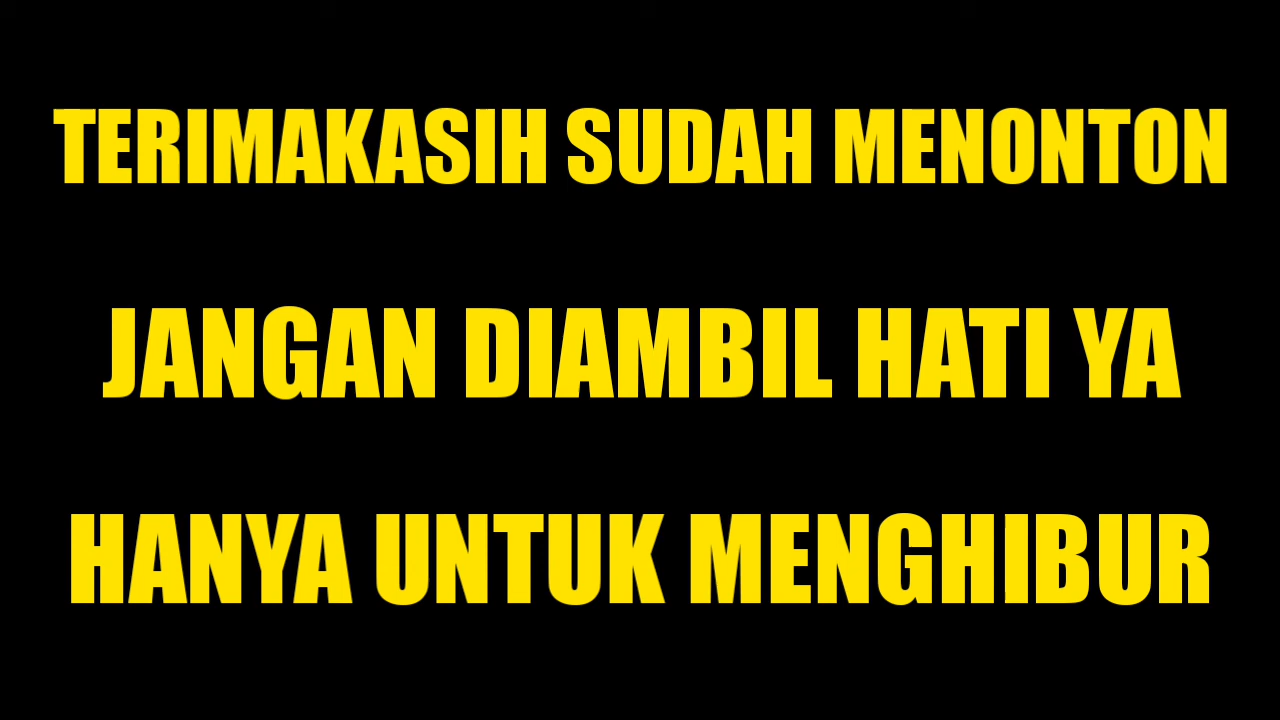 TERIMAKASIH SUDAH MENONTON
JANGAN DIAMBIL HATI YA
HANYA UNTUK MENGHIBUR